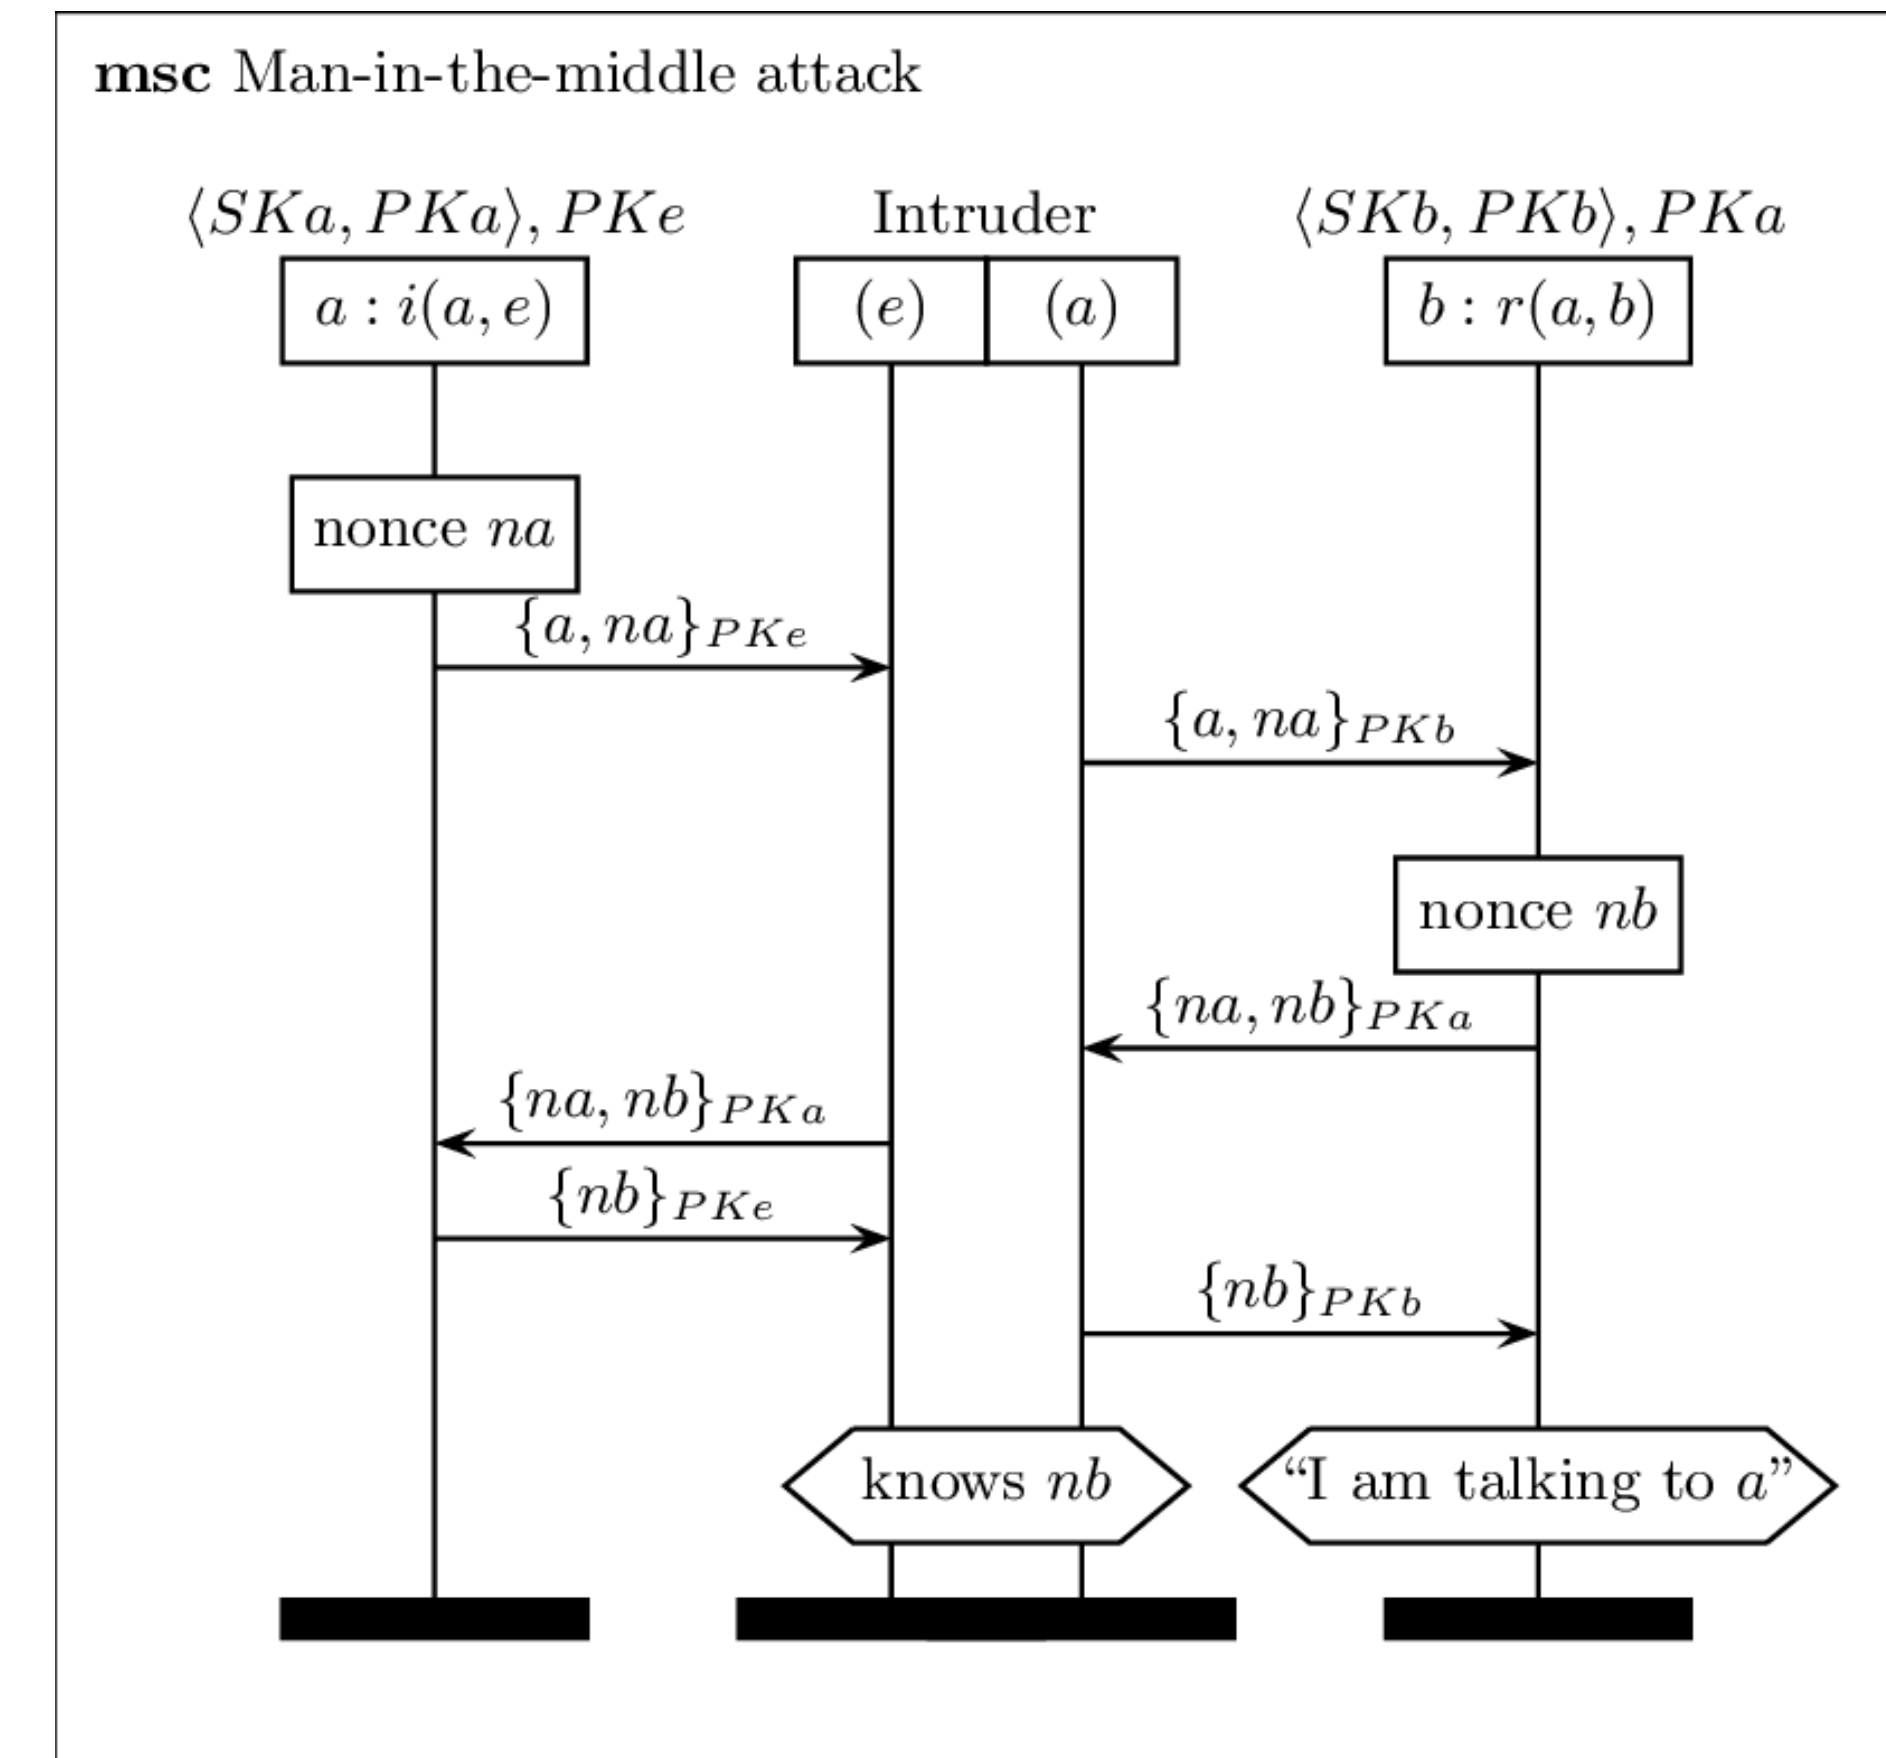 msc Man-in-the-middle attack
⟨SKa, PKa⟩, PKe
Intruder
⟨SKb, PKb⟩, PKa
a : i(a, e)
(e)
(a)
b : r(a, b)
nonce na
{a, na}PKe
{a, na}PKb
nonce nb
{na, nb}PKa
{na, nb}PKa
{nb}PKe
{nb}PKb
knows nb
“I am talking to a”